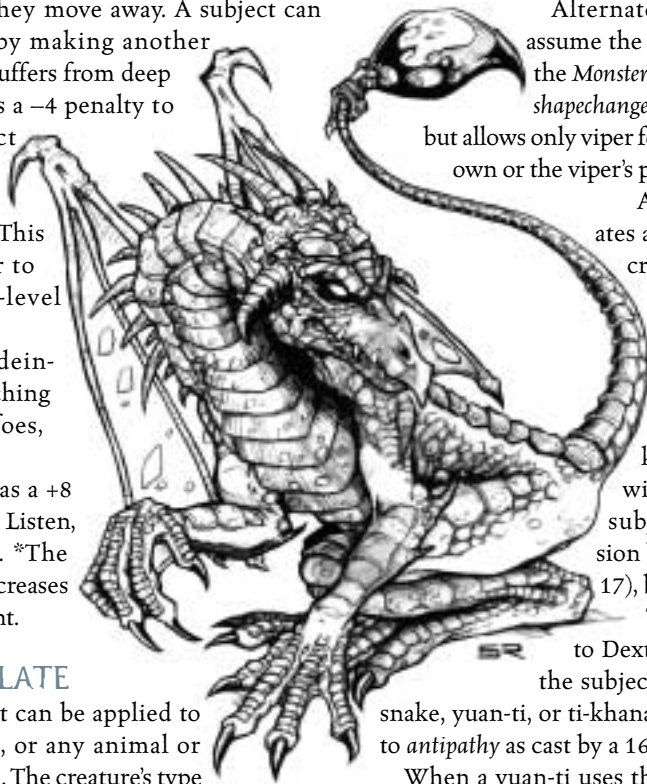 they move away. A subject can
by making another
suffers from deep
s a –4 penalty to
ct
This
r to
-level
dein-
ching
foes,
as a +8
Listen,
. *The
creases
nt.
LATE
t can be applied to
, or any animal or
. The creature's type
Alternate
assume the
the Monster
shapechange
but allows only viper fo
own or the viper's p
A
ates a
cr
k
wi
sub
sion
17), b
to Dext
the subjec
snake, yuan-ti, or ti-khana
to antipathy as cast by a 16
When a yuan-ti uses th
SR